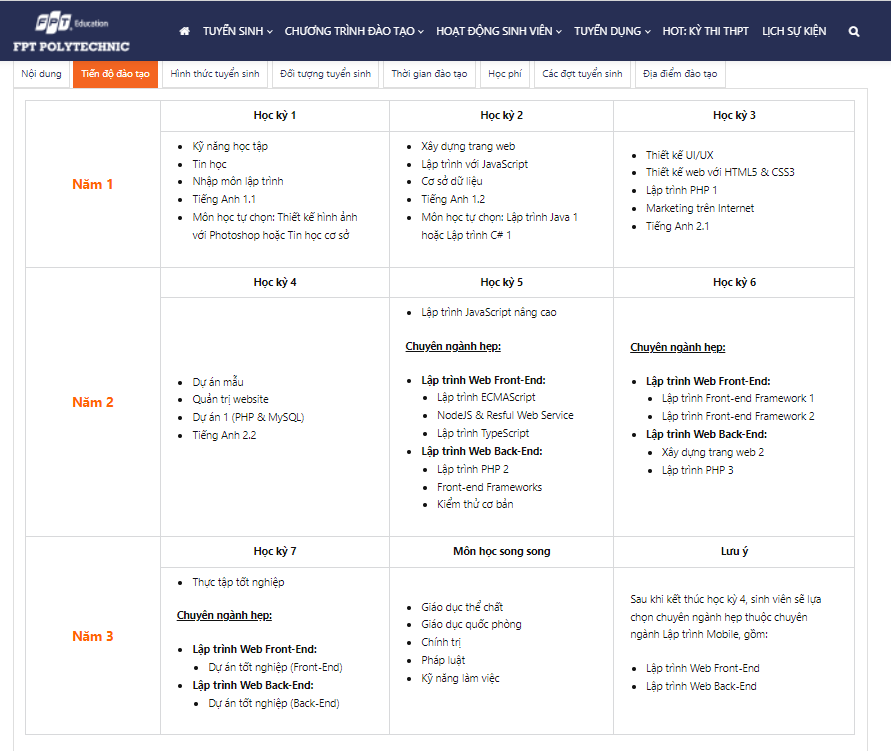 FPT Education
FPT POLYTECHNIC
TUYỂN SINH
CHƯƠNG TRÌNH ĐÀO TẠO
HOẠT ĐỘNG SINH VIÊN
TUYỂN DỤNG
HOT: KỲ THI THPT
LỊCH SỰ KIỆN
Nội dung
Tiến độ đào tạo
Hình thức tuyển sinh
Đối tượng tuyển sinh
Thời gian đào tạo
Học phí
Các đợt tuyển sinh
Địa điểm đào tạo
Năm 1
Học kỳ 1
Kỹ năng học tập
Tin học
Nhập môn lập trình
Tiếng Anh 1.1
Môn học tự chọn: Thiết kế hình ảnh
với Photoshop hoặc Tin học cơ sở
Học kỳ 2
Xây dựng trang web
Lập trình với JavaScript
Cơ sở dữ liệu
Tiếng Anh 1.2
Môn học tự chọn: Lập trình Java 1
hoặc Lập trình C# 1
Học kỳ 3
Thiết kế UI/UX
Thiết kế web với HTML5 & CSS3
Lập trình PHP 1
Marketing trên Internet
Tiếng Anh 2.1
Năm 2
Học kỳ 4
Dự án mẫu
Quản trị website
Dự án 1 (PHP & MySQL)
Tiếng Anh 2.2
Học kỳ 5
Lập trình JavaScript nâng cao
Chuyên ngành hẹp:
Lập trình Web Front-End:
Lập trình ECMAScript
NodeJS & Resful Web Service
Lập trình TypeScript
Lập trình Web Back-End:
Lập trình PHP 2
Front-end Frameworks
Kiểm thử cơ bản
Học kỳ 6
Chuyên ngành hẹp:
Lập trình Web Front-End:
Lập trình Front-end Framework 1
Lập trình Front-end Framework 2
Lập trình Web Back-End:
Xây dựng trang web 2
Lập trình PHP 3
Năm 3
Học kỳ 7
Thực tập tốt nghiệp
Chuyên ngành hẹp:
Lập trình Web Front-End:
Dự án tốt nghiệp (Front-End)
Lập trình Web Back-End:
Dự án tốt nghiệp (Back-End)
Môn học song song
Giáo dục thể chất
Giáo dục quốc phòng
Chính trị
Pháp luật
Kỹ năng làm việc
Lưu ý
Sau khi kết thúc học kỳ 4, sinh viên sẽ lựa
chọn chuyên ngành hẹp thuộc chuyên
ngành Lập trình Mobile, gồm:
Lập trình Web Front-End
Lập trình Web Back-End